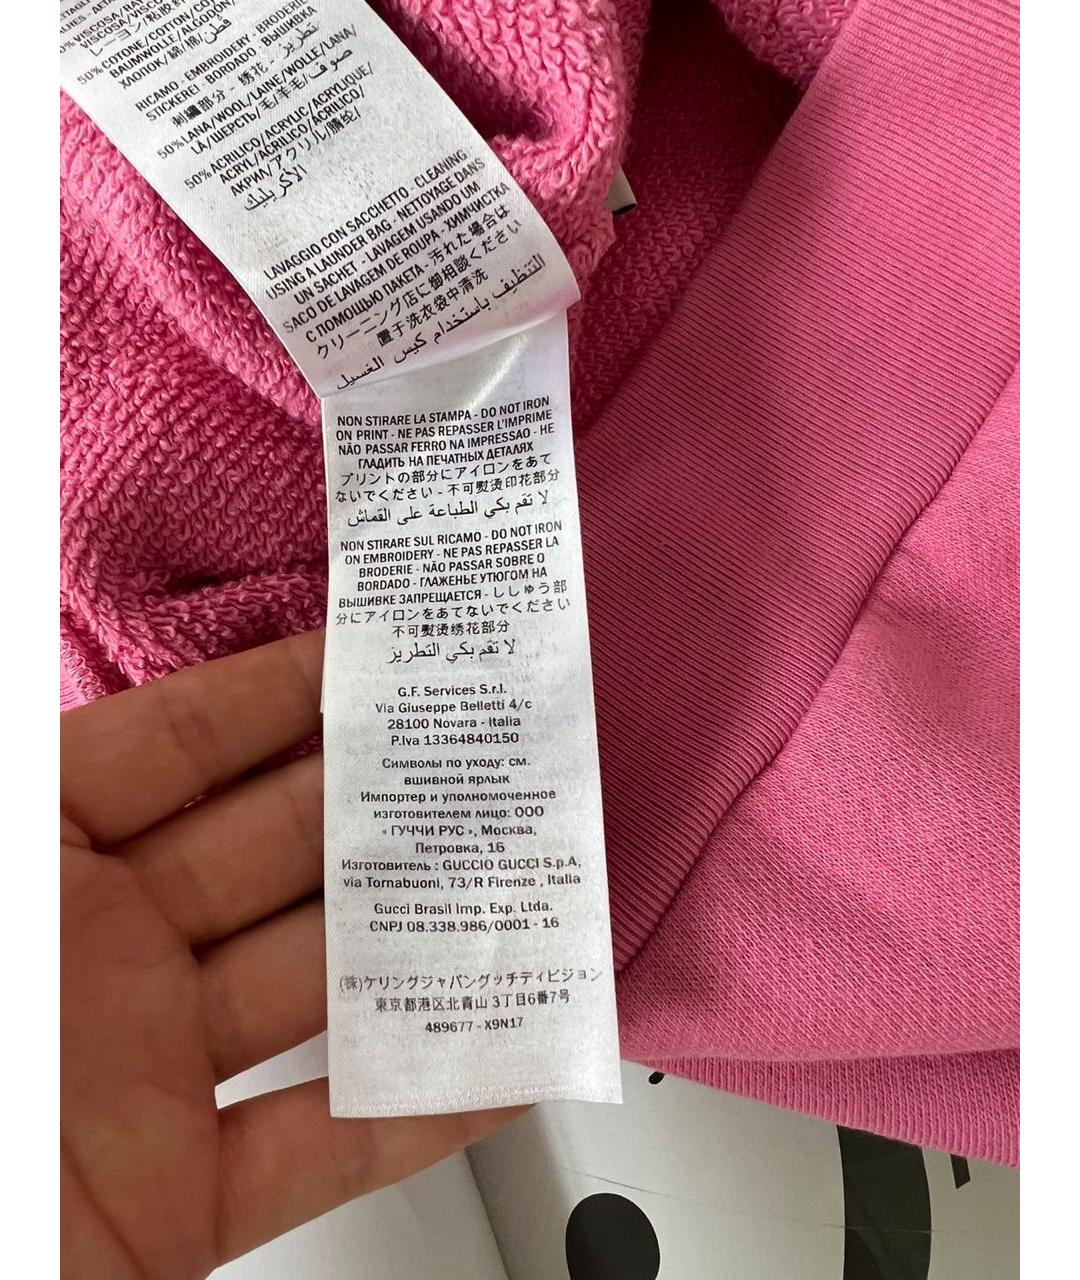 VISCOSA/VISCOSE
50% COTONE/COTTON
BAUMWOLLE/ALGODÓN/
ХЛОПОК/綿/棉/قطن
RICAMO - EMBROIDERY - BRODERIE
STICKEREI - BORDADO - ВЫШИВКА
刺繍部分 - 绣花 - تطريز
50%LANA/WOOL/LAINE/WOLLE/LANA/
LÃ/ШЕРСТЬ/毛/羊毛/صوف
50% ACRILICO/ACRYLIC/ACRYLIQUE/
ACRYL/ACRILICO/ACRÍLICO/
АКРИЛ/アクリル/腈纶/
الأكريليك
LAVAGGIO CON SACCHETTO - CLEANING
USING A LAUNDER BAG - NETTOYAGE DANS
UN SACHET - LAVAGEM USANDO UM
SACO DE LAVAGEM DE ROUPA - ХИМЧИСТКА
С ПОМОЩЬЮ ПАКЕТА - 汚れた場合は
クリーニング店に御相談ください
置于洗衣袋中清洗
التنظيف باستخدام كيس الغسيل
NON STIRARE LA STAMPA - DO NOT IRON
ON PRINT - NE PAS REPASSER L'IMPRIME
NÃO PASSAR FERRO NA IMPRESSAO - НЕ
ГЛАДИТЬ НА ПЕЧАТНЫХ ДЕТАЛЯХ
プリントの部分にアイロンをあて
ないでください - 不可熨烫印花部分
لا تقم بكي الطباعة على القماش
NON STIRARE SUL RICAMO - DO NOT IRON
ON EMBROIDERY - NE PAS REPASSER LA
BRODERIE - NÃO PASSAR SOBRE O
BORDADO - ГЛАЖЕНЬЕ УТЮГОМ НА
ВЫШИВКЕ ЗАПРЕЩАЕТСЯ - ししゅう部
分にアイロンをあてないでください
不可熨烫绣花部分
لا تقم بكي التطريز
G.F. Services S.r.l.
Via Giuseppe Belletti 4/c
28100 Novara - Italia
P.Iva 13364840150
Символы по уходу: см.
вшивной ярлык
Импортер и уполномоченное
изготовителем лицо: ООО
« ГУЧЧИ РУС », Москва,
Петровка, 16
Изготовитель : GUCCIO GUCCI S.p.A,
via Tornabuoni, 73/R Firenze , Italia
Gucci Brasil Imp. Exp. Ltda.
CNPJ 08.338.986/0001 - 16
(株)ケリングジャパングッチディビジョン
東京都港区北青山 3丁目6番7号
489677 - X9N17